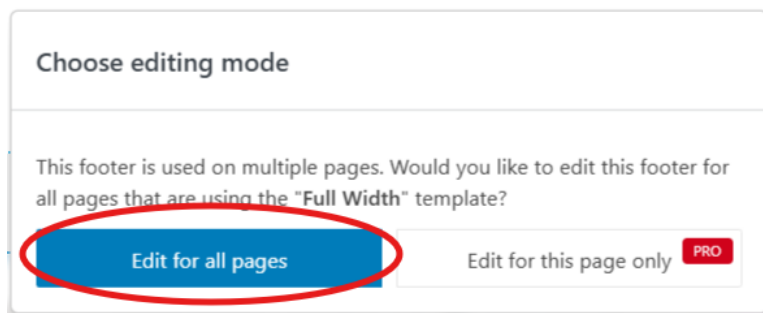 Choose editing mode
This footer is used on multiple pages. Would you like to edit this footer for
all pages that are using the "Full Width" template?
Edit for all pages
Edit for this page only PRO